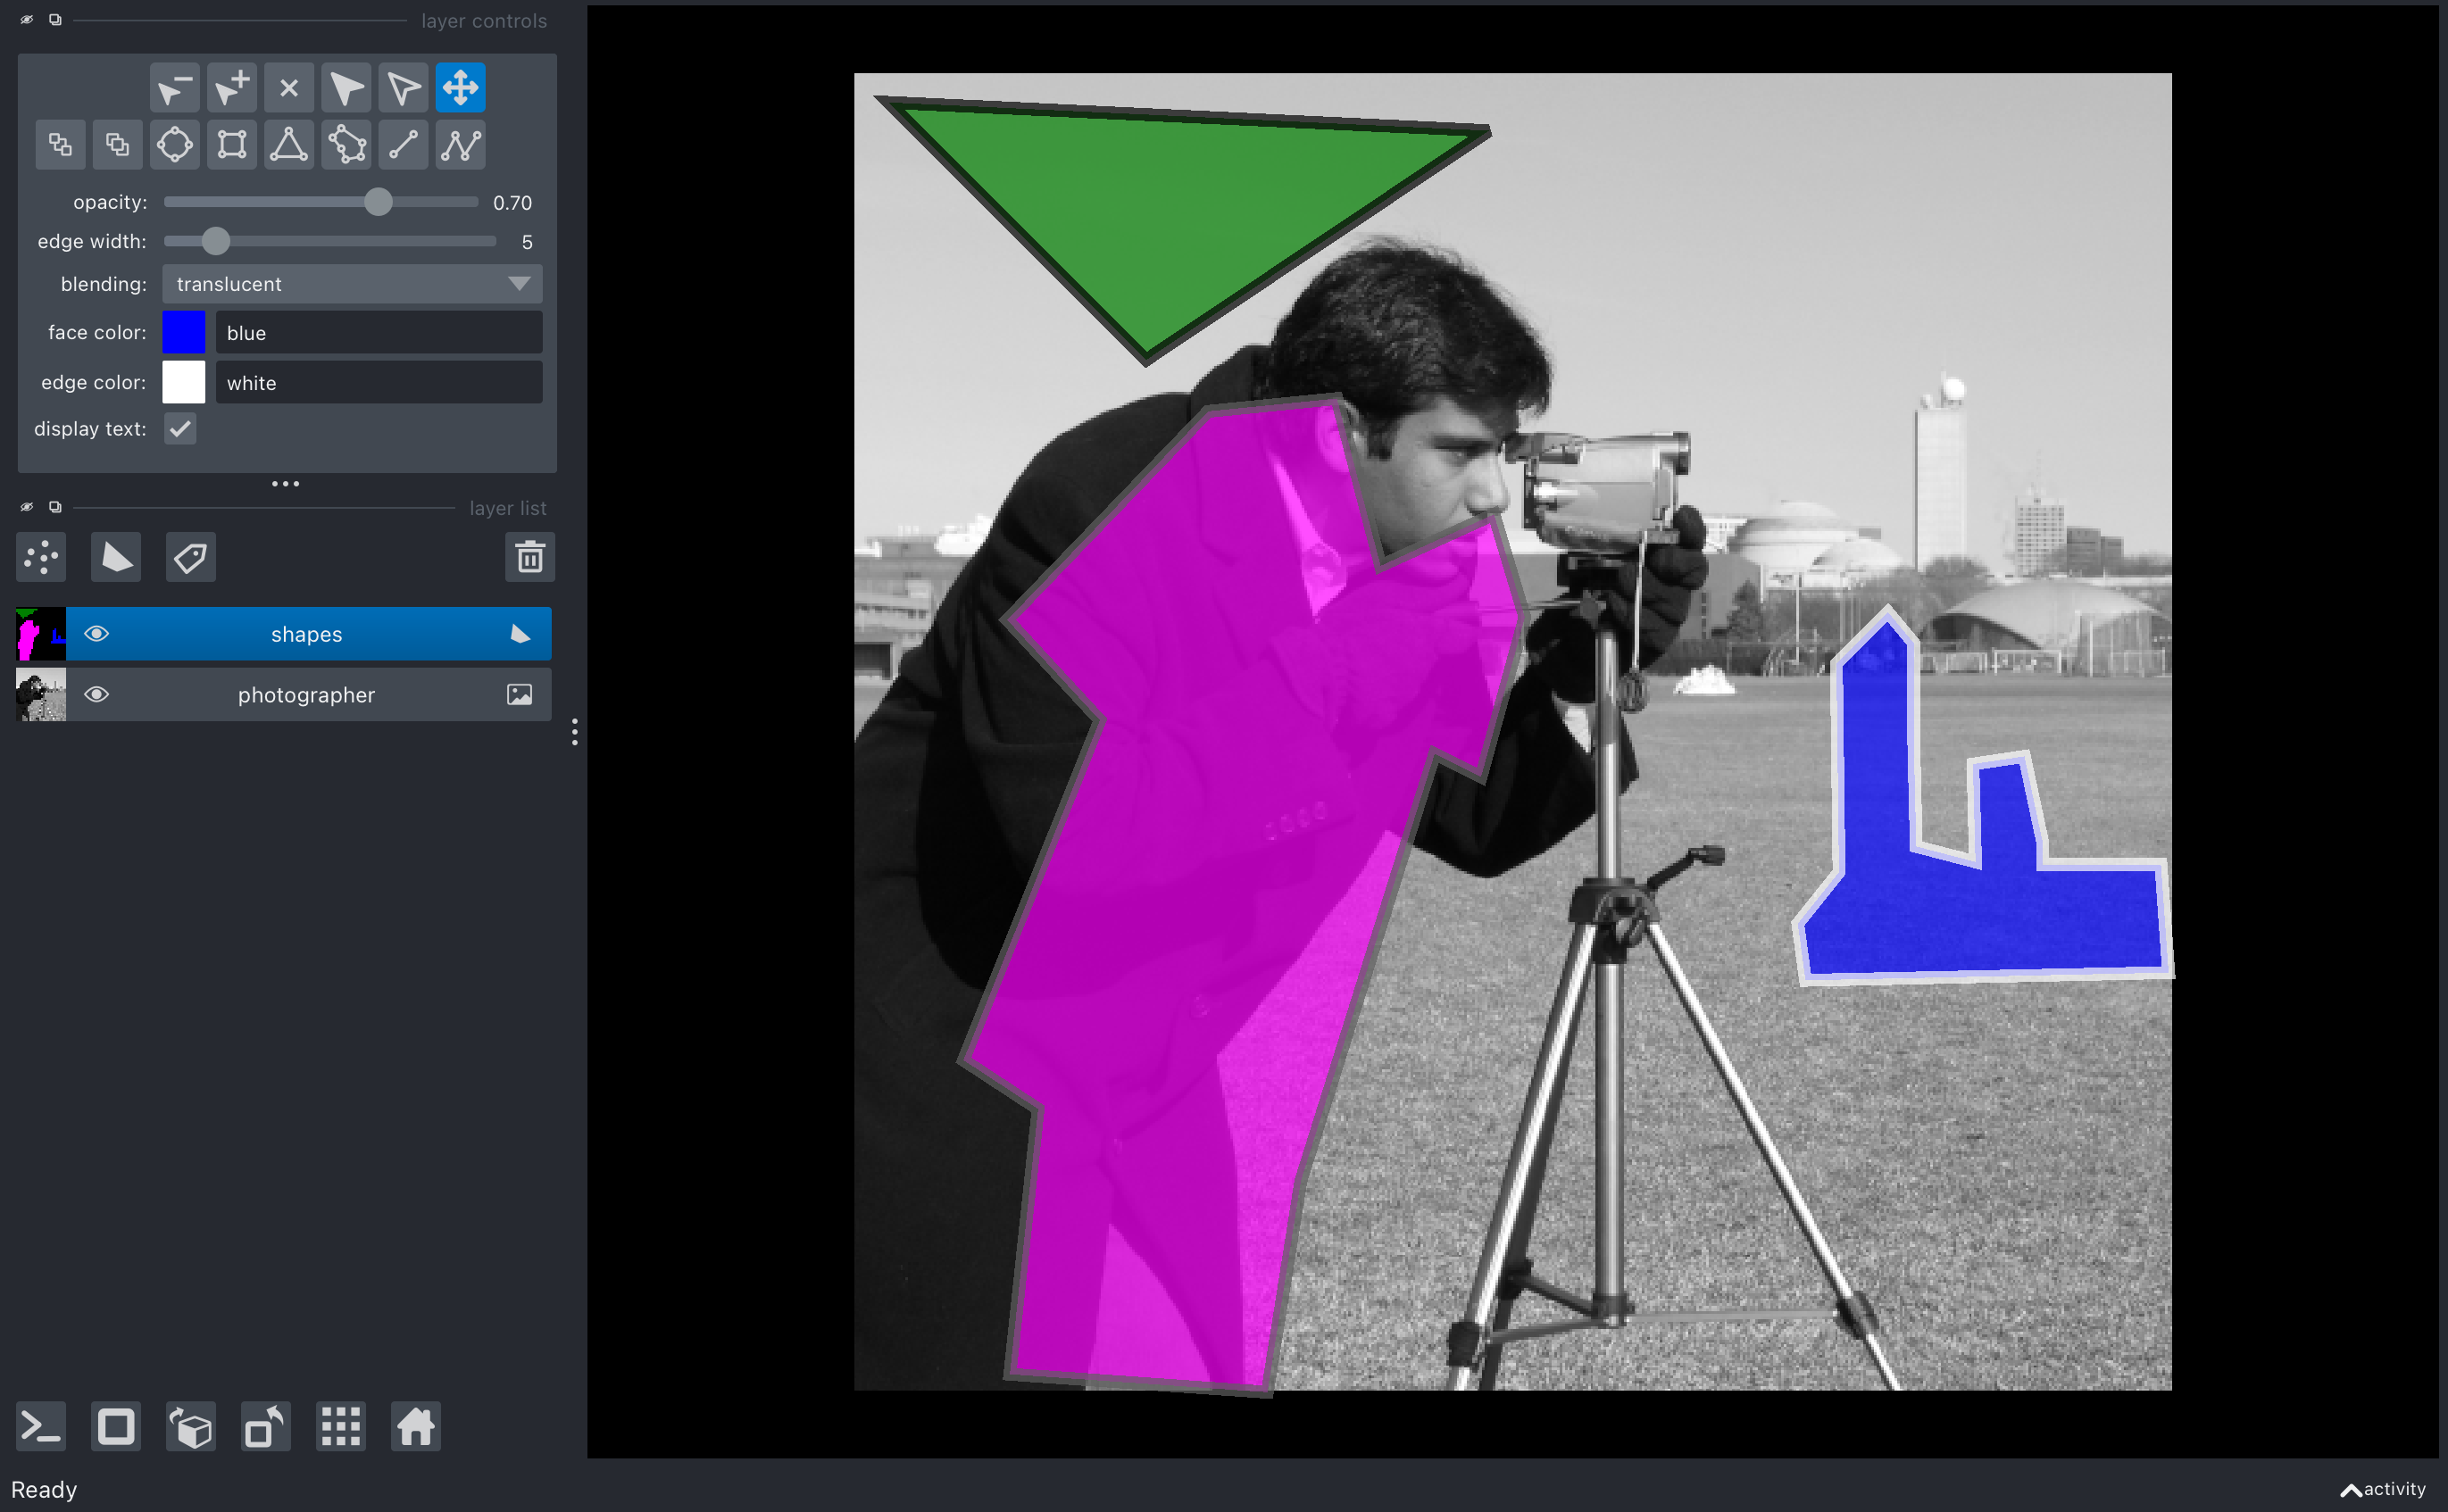 layer controls
opacity: 0.70
edge width: 5
blending: translucent
face color: blue
edge color: white
display text:
layer list
shapes
photographer
Ready
activity